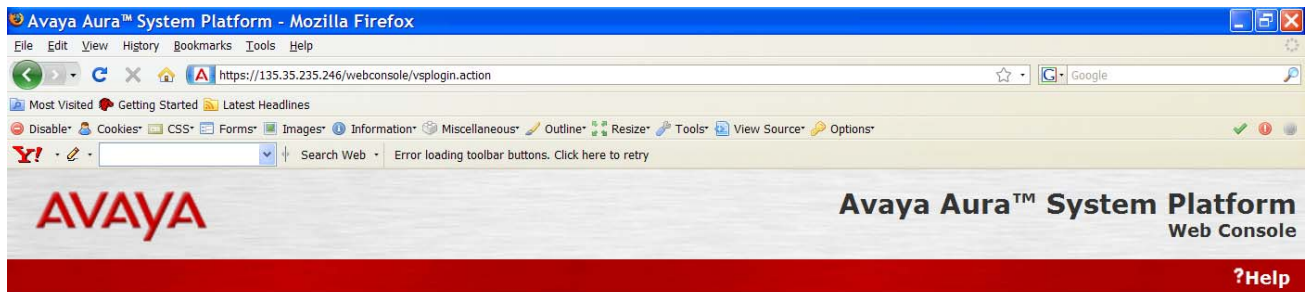 Avaya Aura™ System Platform - Mozilla Firefox
File Edit View History Bookmarks Tools Help
A https://135.35.235.246/webconsole/vsplogin.action G Google
Most Visited Getting Started Latest Headlines
Disable Cookies CSS Forms Images Information Miscellaneous Outline Resize Tools View Source Options
Y! Search Web Error loading toolbar buttons. Click here to retry
AVAYA
Avaya Aura™ System Platform
Web Console
?Help